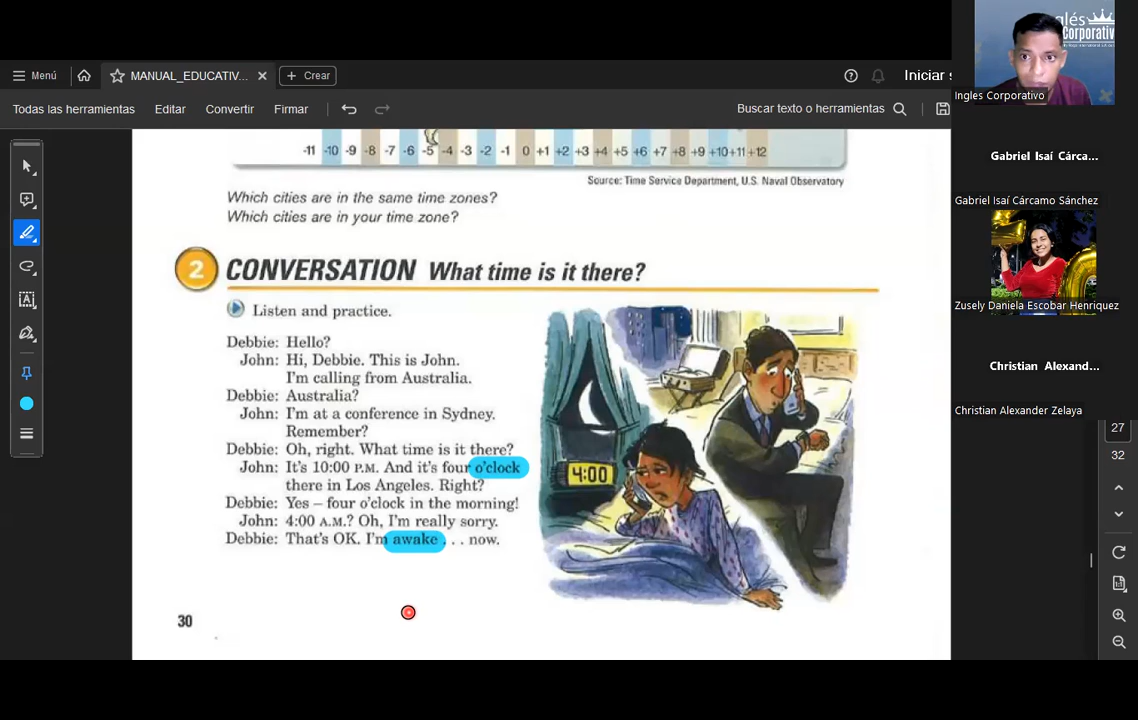 Menú
MANUAL_EDUCATIV...
Crear
Iniciar s
Todas las herramientas
Editar
Convertir
Firmar
Buscar texto o herramientas
-11 -10 -9 -8 -7 -6 -5 -4 -3 -2 -1 0 +1 +2 +3 +4 +5 +6 +7 +8 +9 +10 +11 +12
Source: Time Service Department, U.S. Naval Observatory
Which cities are in the same time zones?
Which cities are in your time zone?
2 CONVERSATION What time is it there?
Listen and practice.
Debbie: Hello?
John: Hi, Debbie. This is John.
I'm calling from Australia.
Debbie: Australia?
John: I'm at a conference in Sydney.
Remember?
Debbie: Oh, right. What time is it there?
John: It's 10:00 P.M. And it's four o'clock
there in Los Angeles. Right?
Debbie: Yes – four o'clock in the morning!
John: 4:00 A.M.? Oh, I'm really sorry.
Debbie: That's OK. I'm awake . . . now.
4:00
30
27
32
glés
Corporativ
Ingles Corporativo
Gabriel Isaí Cárca...
Gabriel Isaí Cárcamo Sánchez
Zusely Daniela Escobar Henriquez
Christian Alexand...
Christian Alexander Zelaya